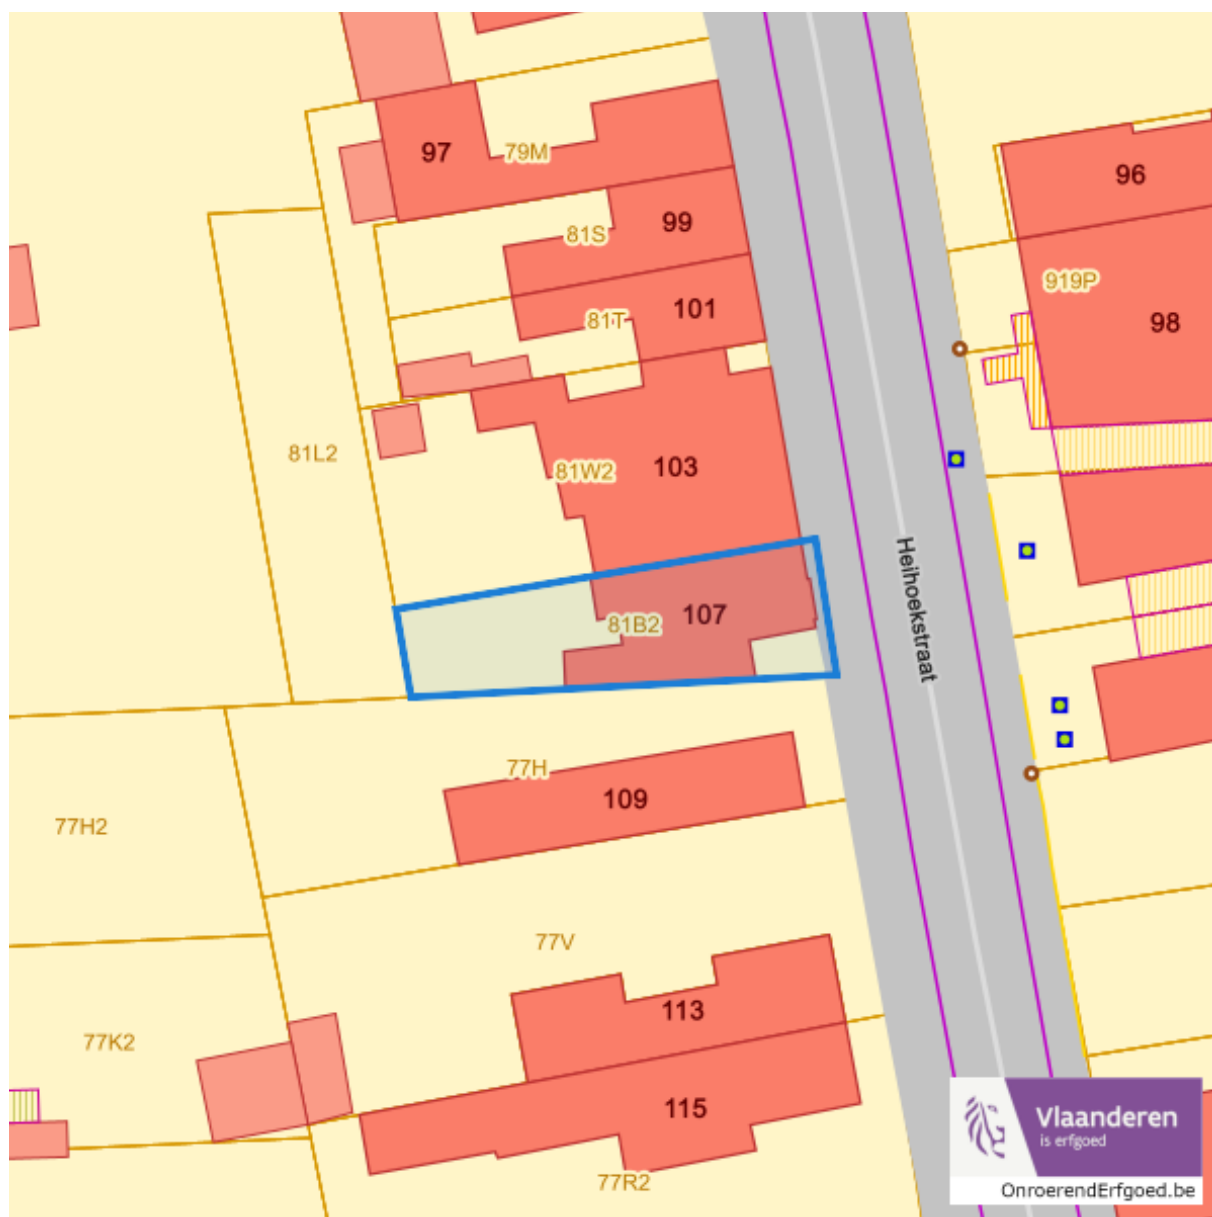 97
79M
96
99
81S
919P
101
81T
98
81L2
103
81W2
Heihoekstraat
107
81B2
77H
109
77H2
77V
113
77K2
115
77R2
Vlaanderen
is erfgoed
OnroerendErfgoed.be